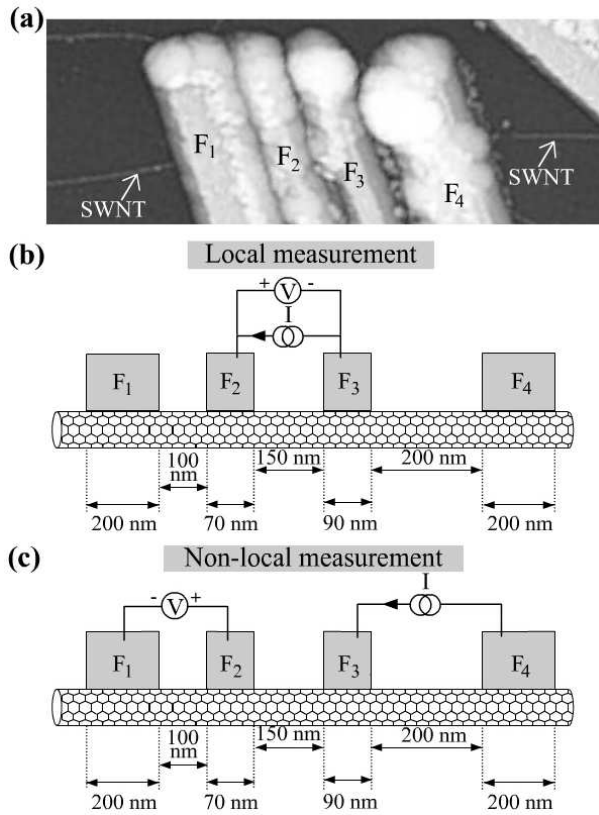 (a)
F1
F2
F3
F4
SWNT
SWNT
(b)
Local measurement
+ V -
I
F1
F2
F3
F4
100 nm
150 nm
200 nm
200 nm
70 nm
90 nm
200 nm
(c)
Non-local measurement
- V +
I
F1
F2
F3
F4
100 nm
150 nm
200 nm
200 nm
70 nm
90 nm
200 nm